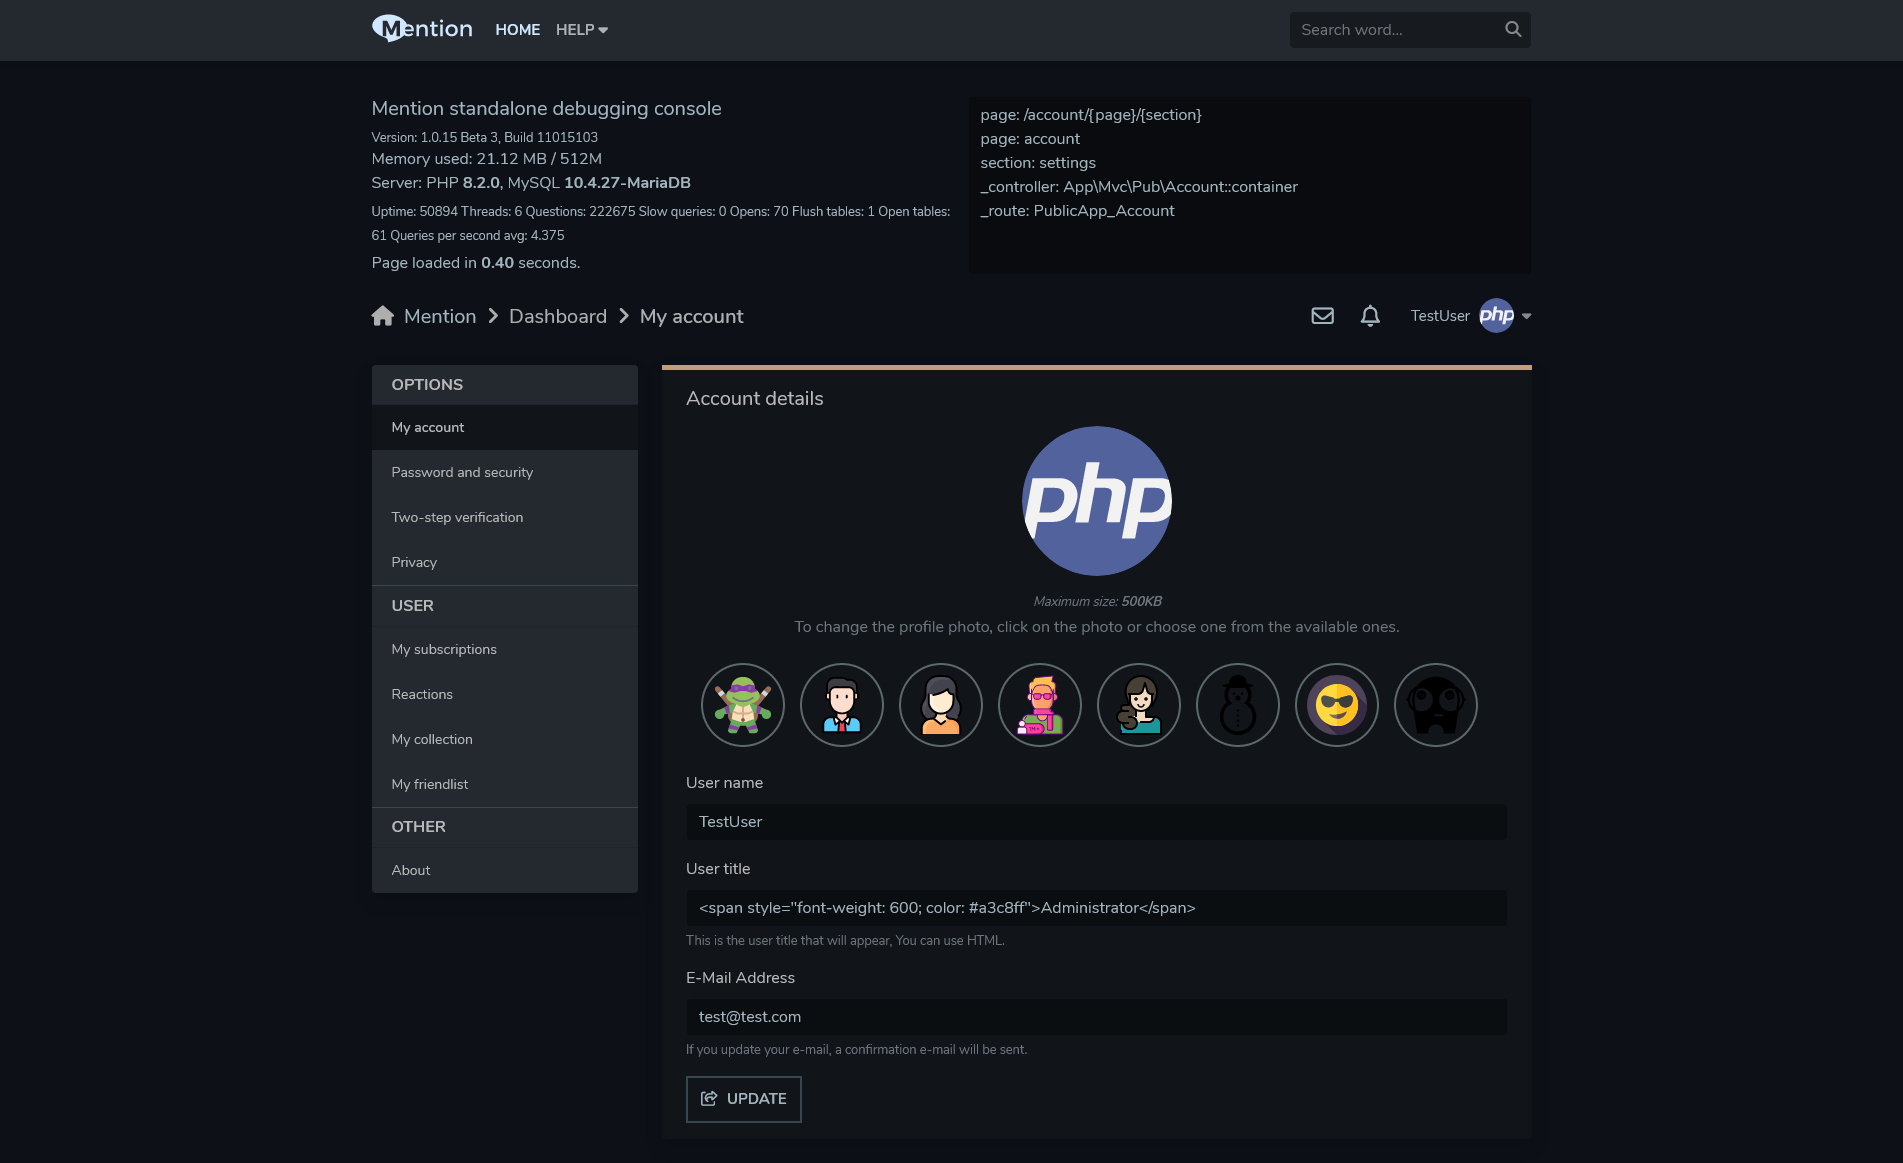 Mention
HOME
HELP
Search word...
Mention standalone debugging console
Version: 1.0.15 Beta 3, Build 11015103
Memory used: 21.12 MB / 512M
Server: PHP 8.2.0, MySQL 10.4.27-MariaDB
Uptime: 50894 Threads: 6 Questions: 222675 Slow queries: 0 Opens: 70 Flush tables: 1 Open tables:
61 Queries per second avg: 4.375
Page loaded in 0.40 seconds.
page: /account/{page}/{section}
page: account
section: settings
_controller: App\Mvc\Pub\Account::container
_route: PublicApp_Account
Mention
Dashboard
My account
TestUser
php
OPTIONS
My account
Password and security
Two-step verification
Privacy
USER
My subscriptions
Reactions
My collection
My friendlist
OTHER
About
Account details
php
Maximum size: 500KB
To change the profile photo, click on the photo or choose one from the available ones.
User name
TestUser
User title
<span style="font-weight: 600; color: #a3c8ff">Administrator</span>
This is the user title that will appear, You can use HTML.
E-Mail Address
test@test.com
If you update your e-mail, a confirmation e-mail will be sent.
UPDATE